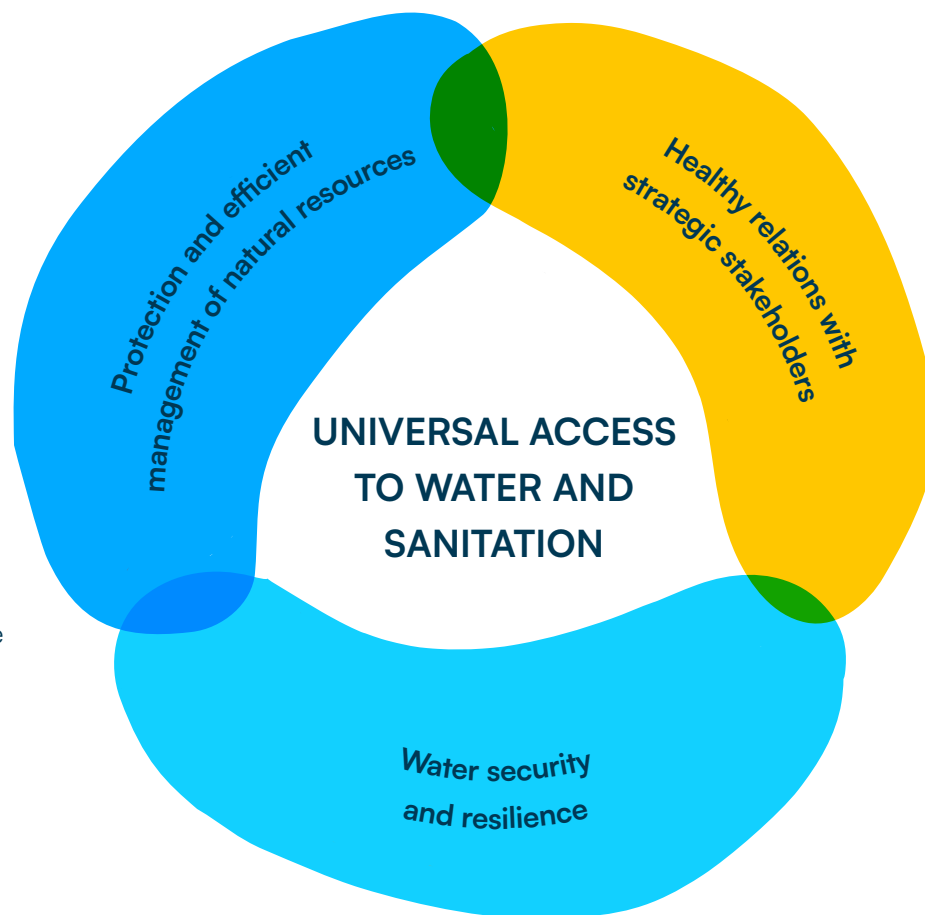 Protection and efficient
management of natural resources
Healthy relations with
strategic stakeholders
UNIVERSAL ACCESS
TO WATER AND
SANITATION
e
Water security
and resilience